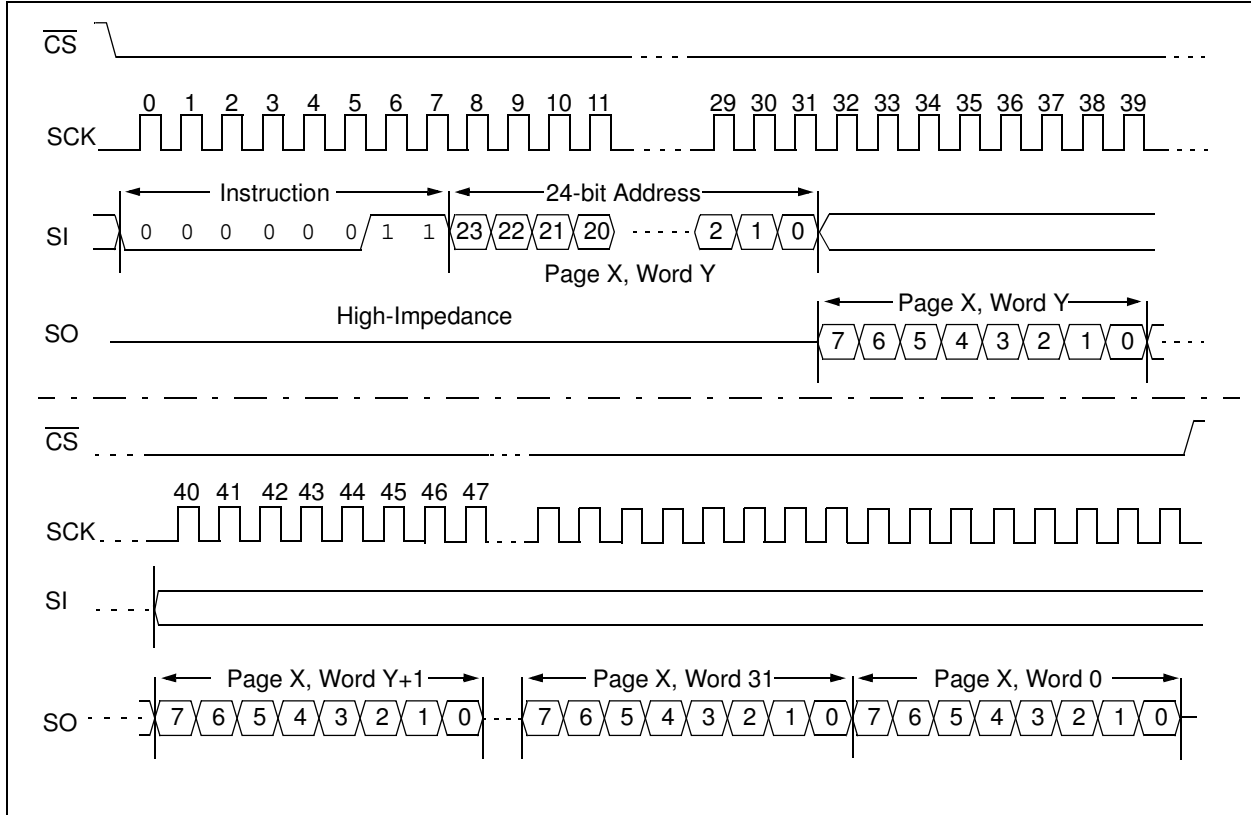 CS
0 1 2 3 4 5 6 7 8 9 10 11 29 30 31 32 33 34 35 36 37 38 39
SCK
Instruction 24-bit Address
SI 0 0 0 0 0 0 1 1 23 22 21 20 2 1 0
Page X, Word Y
High-Impedance Page X, Word Y
SO 7 6 5 4 3 2 1 0
CS
40 41 42 43 44 45 46 47
SCK
SI
Page X, Word Y+1 Page X, Word 31 Page X, Word 0
SO 7 6 5 4 3 2 1 0 7 6 5 4 3 2 1 0 7 6 5 4 3 2 1 0